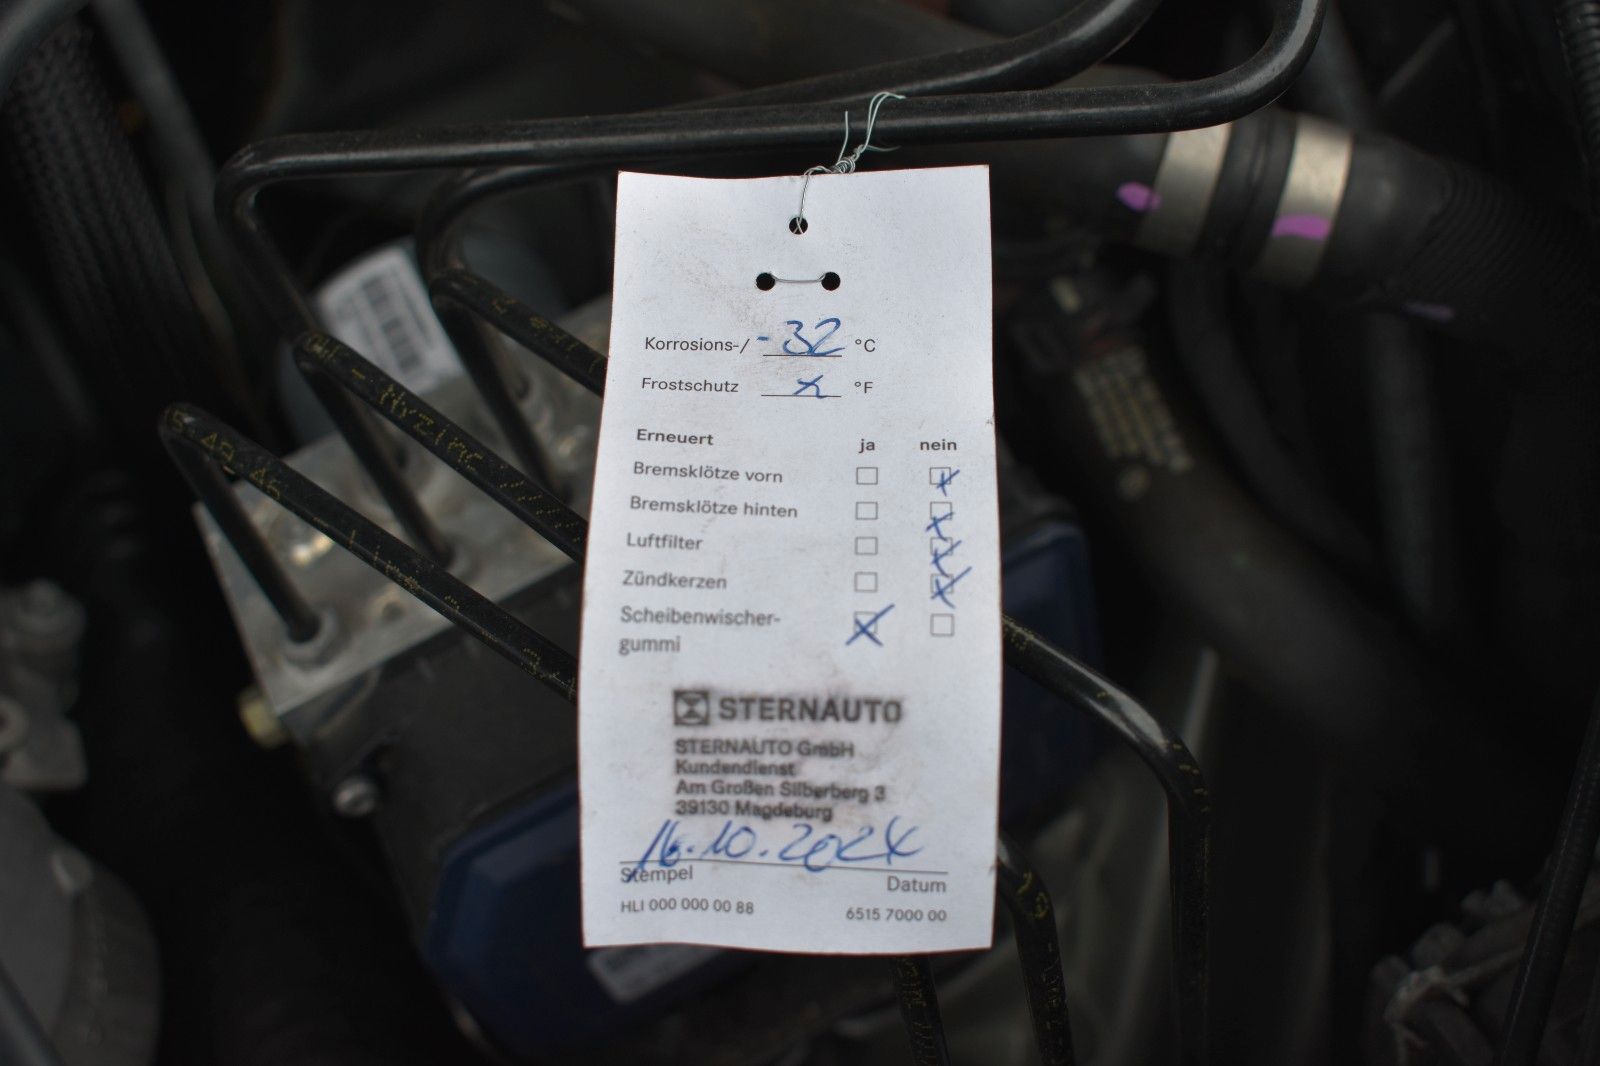 Korrosions-/ -32 °C
Frostschutz x °F
Erneuert ja nein
Bremsklötze vorn ☐ ☒
Bremsklötze hinten ☐ ☒
Luftfilter ☐ ☒
Zündkerzen ☐ ☒
Scheibenwischer- ☒ ☐
gummi
STERNAUTO
STERNAUTO GmbH
Kundendienst
Am Großen Silberberg 3
39130 Magdeburg
16.10.2024
Stempel Datum
HLI 000 000 00 88 6515 7000 00